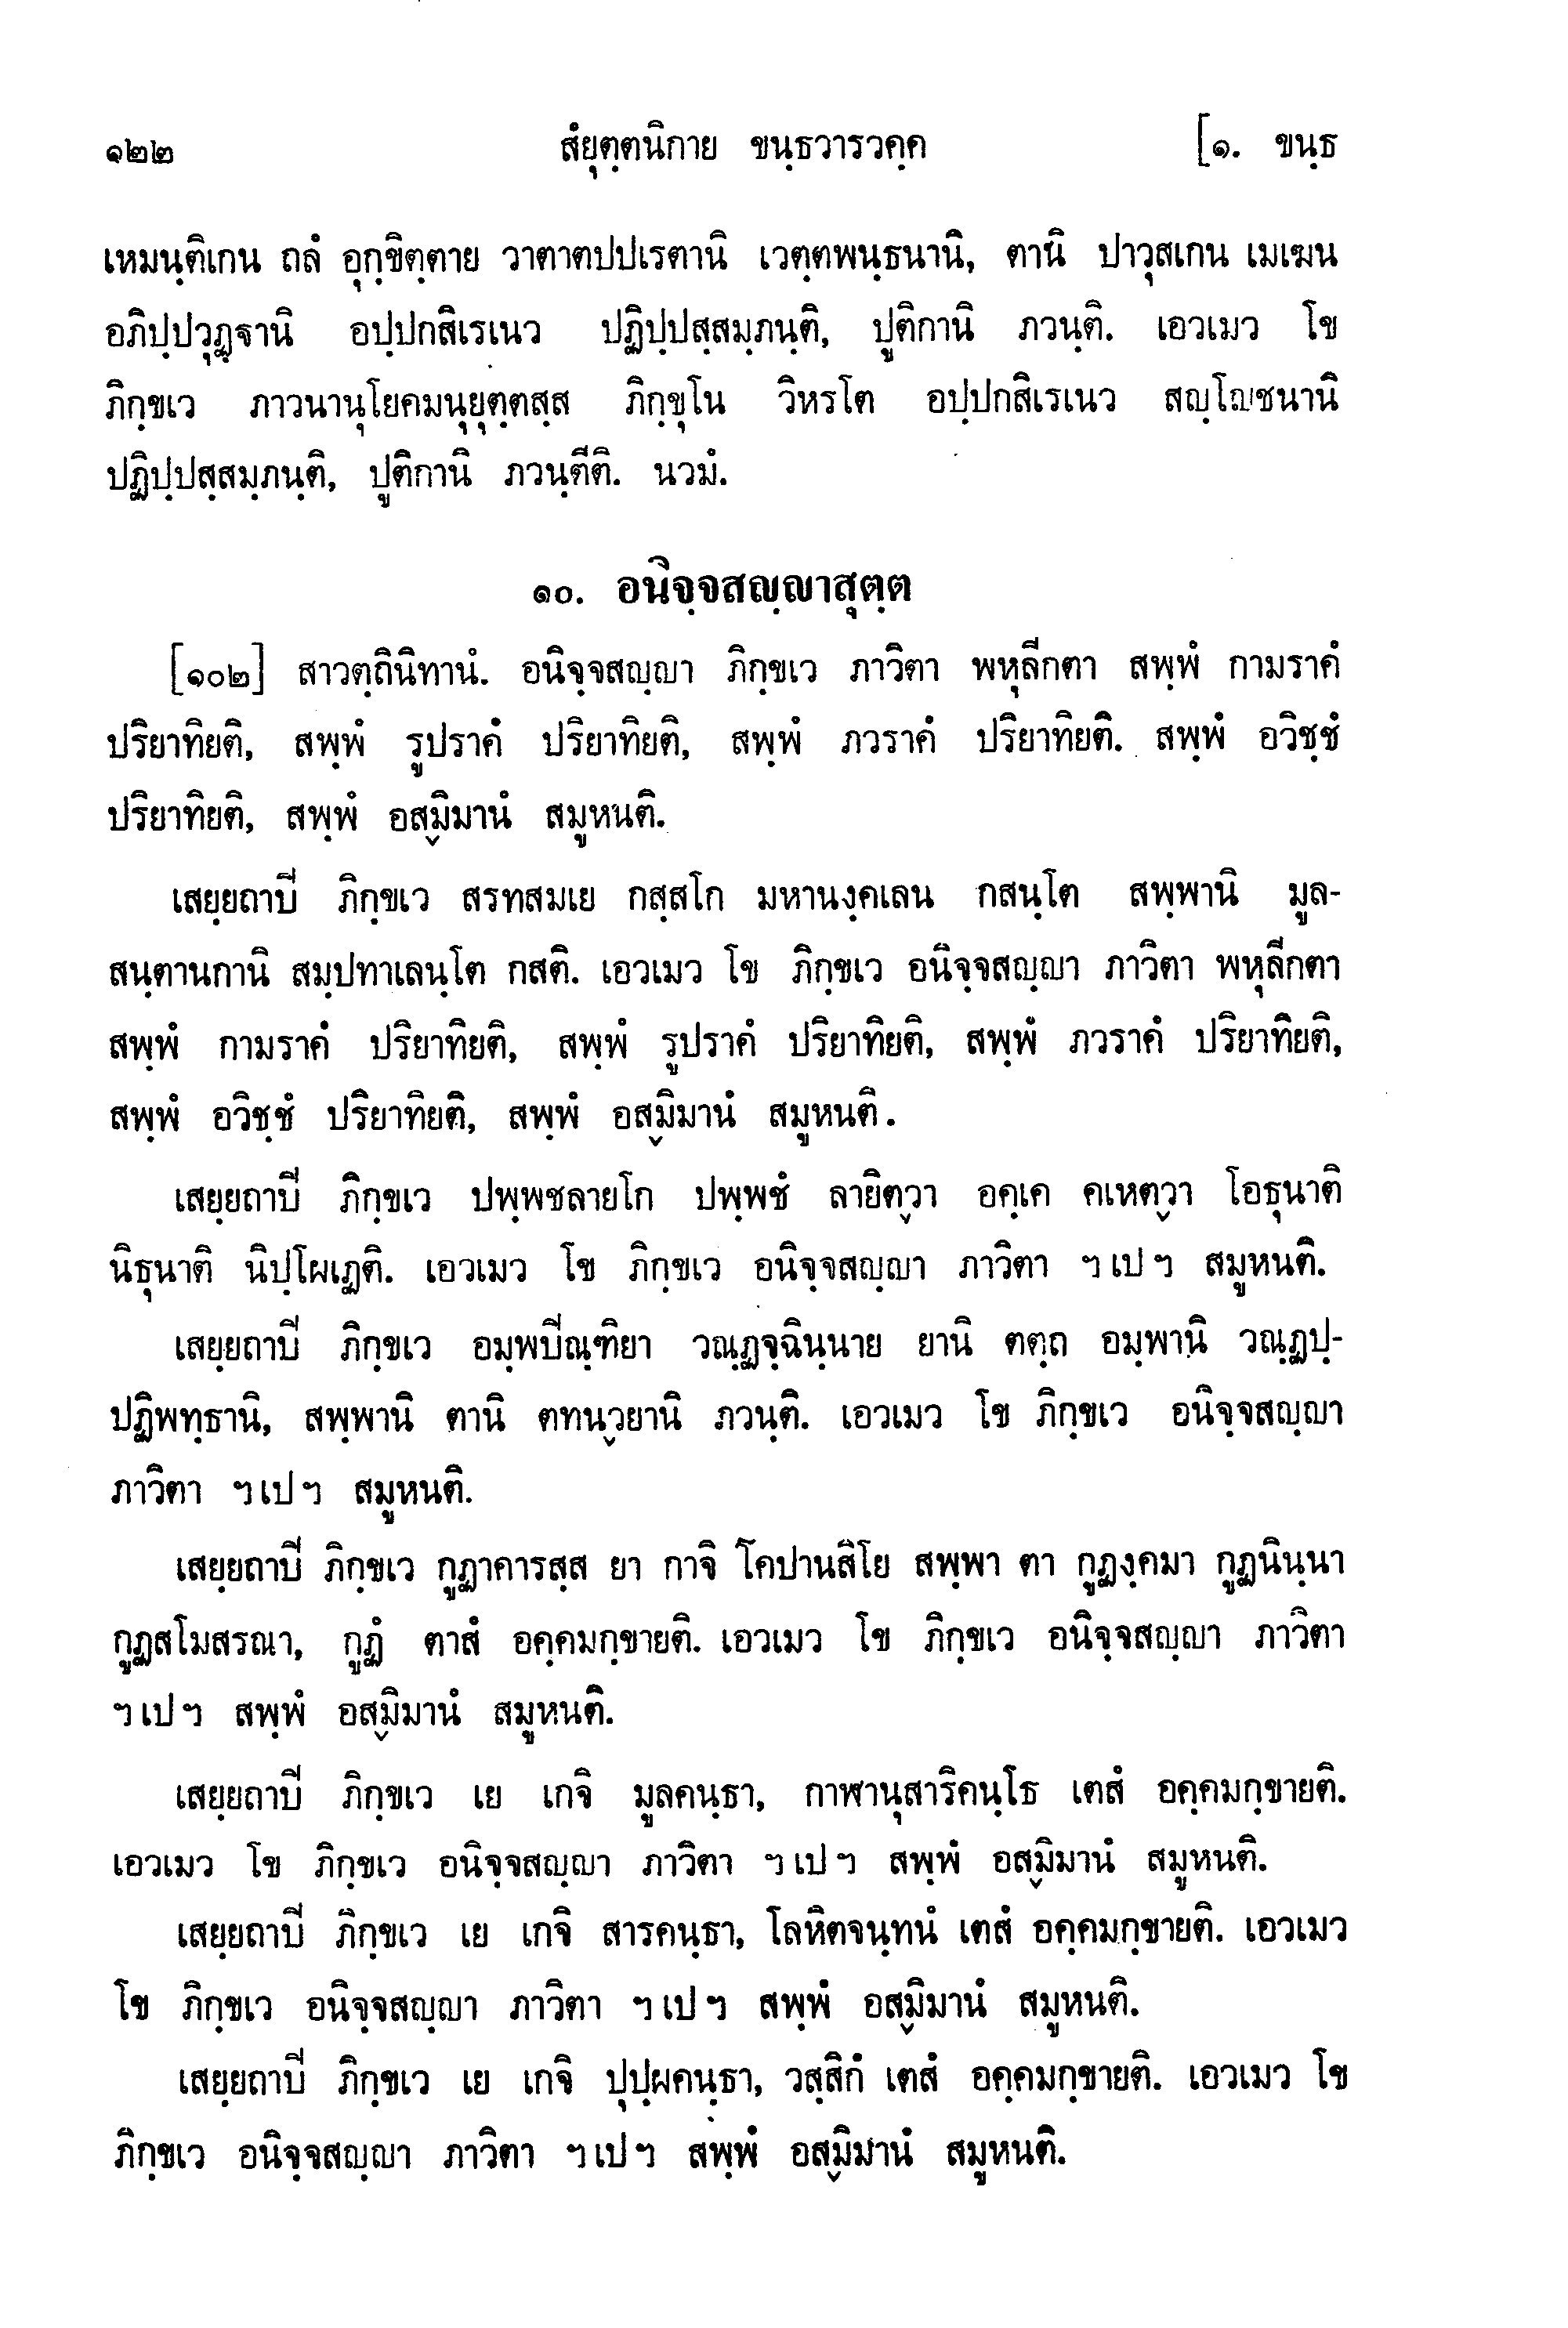 ๑๒๒ สํยุตฺตนิกาย ขนฺธวารวคฺค [๑. ขนฺธ
เหมนฺติเกน ถลํ อุกฺขิตฺตาย วาตาตปปเรตานิ เวตฺตพนฺธนานิ, ตานิ ปาวุสเกน เมเฆน
อภิปฺปวุฏฺฐานิ อปฺปกสิเรเนว ปฏิปฺปสฺสมฺภนฺติ, ปูติกานิ ภวนฺติ. เอวเมว โข
ภิกฺขเว ภาวนานุโยคมนุยุตฺตสฺส ภิกฺขุโน วิหรโต อปฺปกสิเรเนว สญฺโญชนานิ
ปฏิปฺปสฺสมฺภนฺติ, ปูติกานิ ภวนฺตีติ. นวมํ.
๑๐. อนิจฺจสญฺญาสุตฺต
[๑๐๒] สาวตฺถินิทานํ. อนิจฺจสญฺญา ภิกฺขเว ภาวิตา พหุลีกตา สพฺพํ กามราคํ
ปริยาทิยติ, สพฺพํ รูปราคํ ปริยาทิยติ, สพฺพํ ภวราคํ ปริยาทิยติ. สพฺพํ อวิชฺชํ
ปริยาทิยติ, สพฺพํ อสฺมิมานํ สมูหนติ.
เสยฺยถาปี ภิกฺขเว สรทสมเย กสฺสโก มหานงฺคเลน กสนฺโต สพฺพานิ มูล-
สนฺตานกานิ สมฺปทาเลนฺโต กสติ. เอวเมว โข ภิกฺขเว อนิจฺจสญฺญา ภาวิตา พหุลีกตา
สพฺพํ กามราคํ ปริยาทิยติ, สพฺพํ รูปราคํ ปริยาทิยติ, สพฺพํ ภวราคํ ปริยาทิยติ,
สพฺพํ อวิชฺชํ ปริยาทิยติ, สพฺพํ อสฺมิมานํ สมูหนติ.
เสยฺยถาปี ภิกฺขเว ปพฺพชลายโก ปพฺพชํ ลายิตฺวา อคฺเค คเหตฺวา โอธุนาติ
นิธุนาติ นิปฺโผเฏติ. เอวเมว โข ภิกฺขเว อนิจฺจสญฺญา ภาวิตา ฯ เป ฯ สมูหนติ.
เสยฺยถาปี ภิกฺขเว อมฺพปิณฺฑิยา วณฺฏจฺฉินฺนาย ยานิ ตตฺถ อมฺพานิ วณฺฏปฺ-
ปฏิพทฺธานิ, สพฺพานิ ตานิ ตทนฺวยานิ ภวนฺติ. เอวเมว โข ภิกฺขเว อนิจฺจสญฺญา
ภาวิตา ฯ เป ฯ สมูหนติ.
เสยฺยถาปี ภิกฺขเว กูฏาคารสฺส ยา กาจิ โคปานสิโย สพฺพา ตา กูฏงฺคมา กูฏนินฺนา
กูฏสโมสรณา, กูฏํ ตาสํ อคฺคมกฺขายติ. เอวเมว โข ภิกฺขเว อนิจฺจสญฺญา ภาวิตา
ฯ เป ฯ สพฺพํ อสฺมิมานํ สมูหนติ.
เสยฺยถาปี ภิกฺขเว เย เกจิ มูลคนฺธา, กาฬานุสาริคนฺโธ เตสํ อคฺคมกฺขายติ.
เอวเมว โข ภิกฺขเว อนิจฺจสญฺญา ภาวิตา ฯ เป ฯ สพฺพํ อสฺมิมานํ สมูหนติ.
เสยฺยถาปี ภิกฺขเว เย เกจิ สารคนฺธา, โลหิตจนฺทนํ เตสํ อคฺคมกฺขายติ. เอวเมว
โข ภิกฺขเว อนิจฺจสญฺญา ภาวิตา ฯ เป ฯ สพฺพํ อสฺมิมานํ สมูหนติ.
เสยฺยถาปี ภิกฺขเว เย เกจิ ปุปฺผคนฺธา, วสฺสิกํ เตสํ อคฺคมกฺขายติ. เอวเมว โข
ภิกฺขเว อนิจฺจสญฺญา ภาวิตา ฯ เป ฯ สพฺพํ อสฺมิมานํ สมูหนติ.